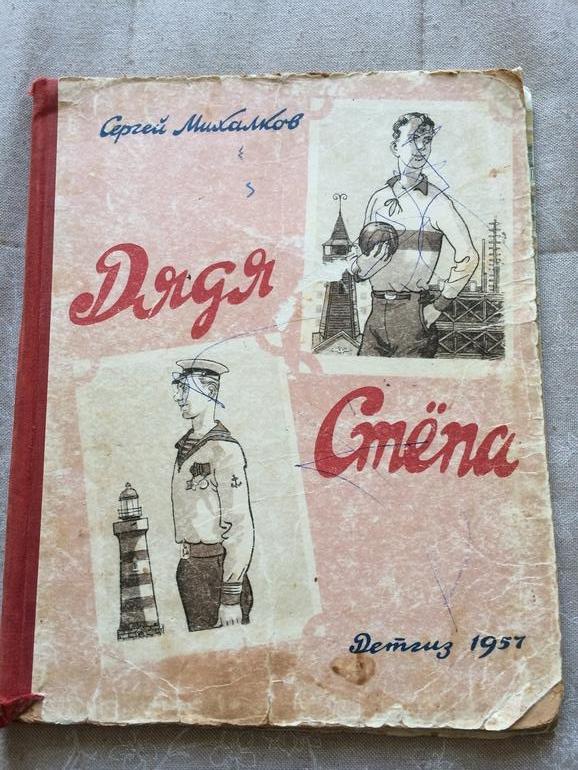 Сергей Михалков
Дядя
Стёпа
Детгиз 1957